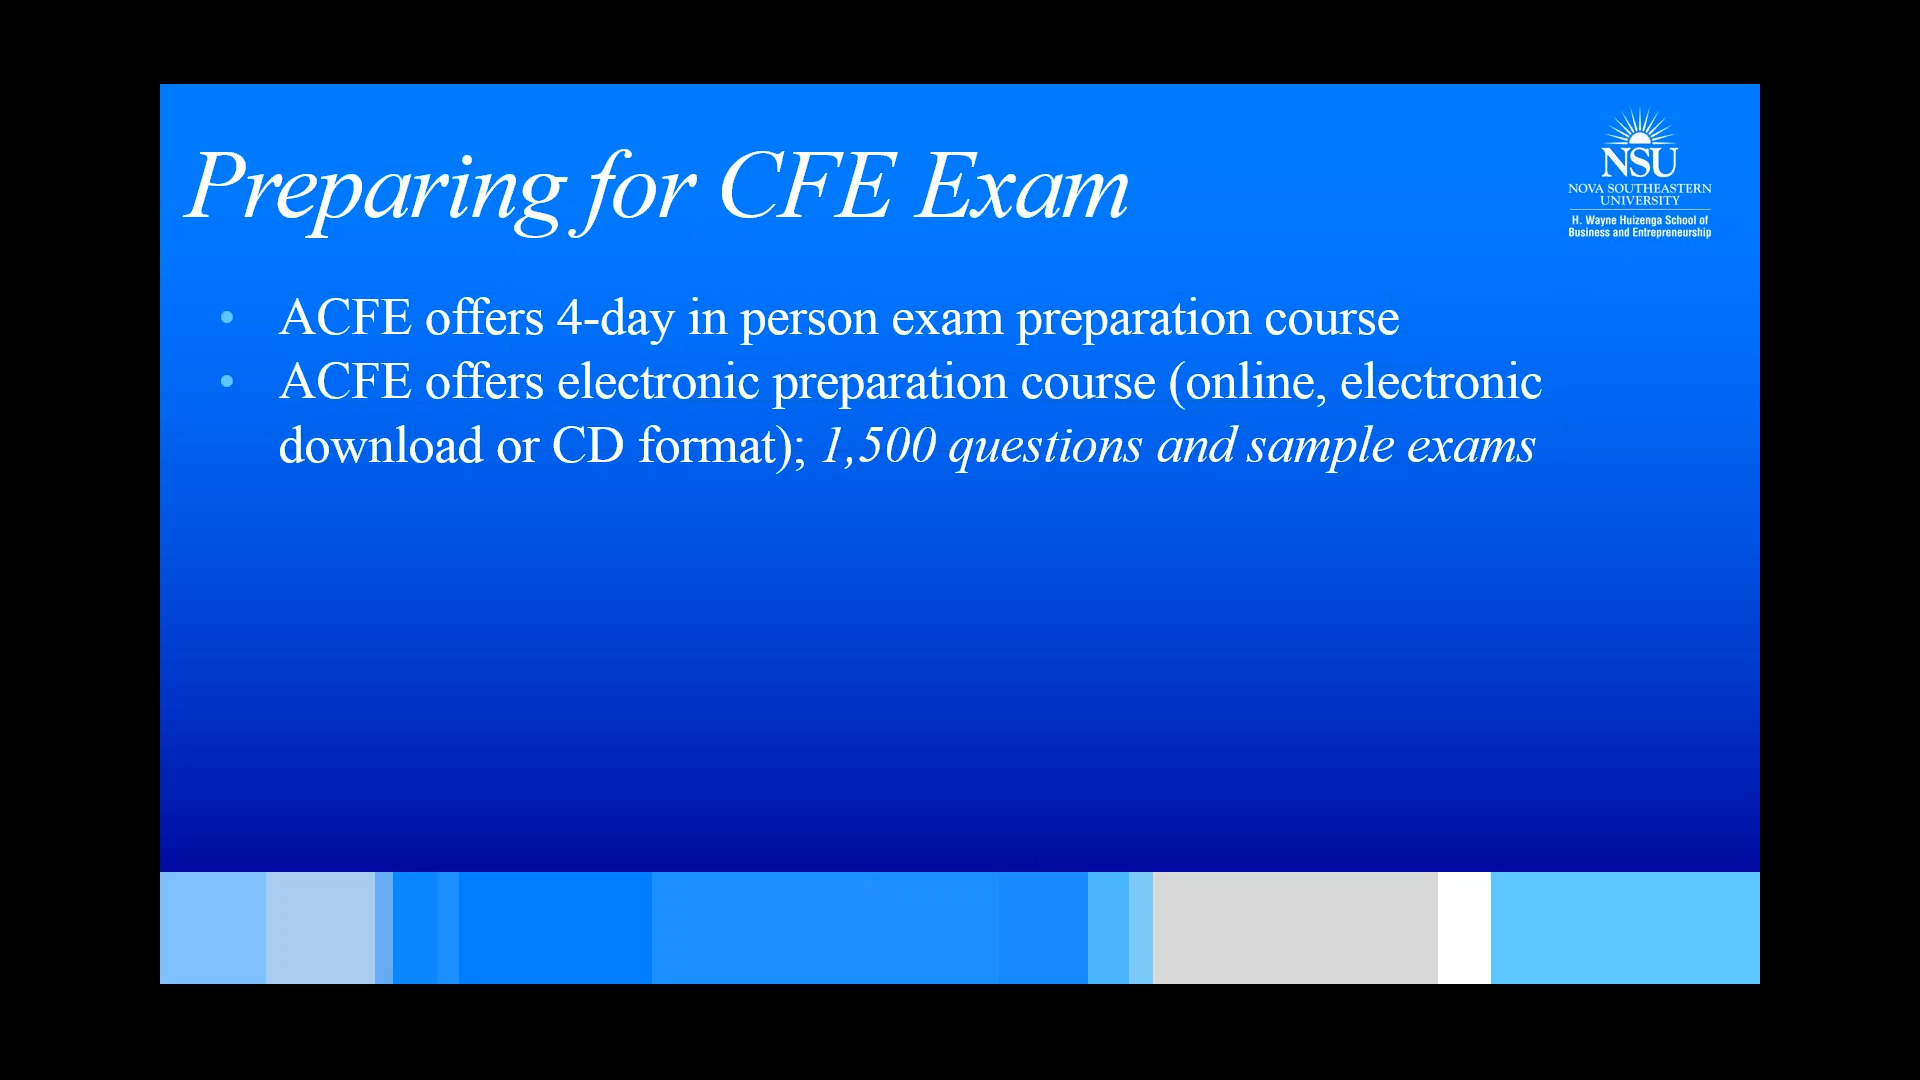 Preparing for CFE Exam
NSU
NOVA SOUTHEASTERN
UNIVERSITY
H. Wayne Huizenga School of
Business and Entrepreneurship
• ACFE offers 4-day in person exam preparation course
• ACFE offers electronic preparation course (online, electronic
download or CD format); 1,500 questions and sample exams